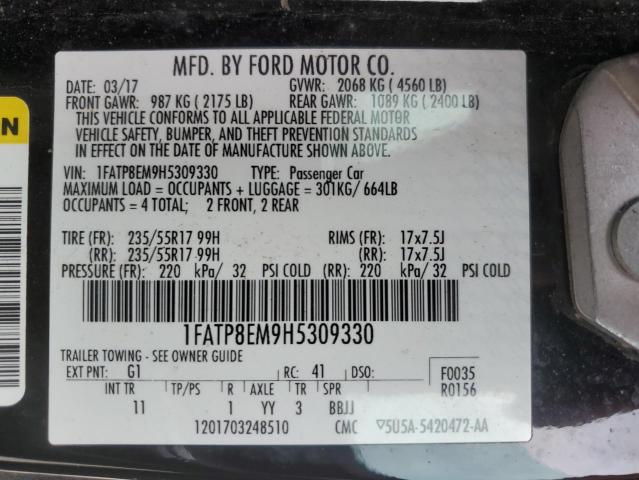 MFD. BY FORD MOTOR CO.
DATE: 03/17 GVWR: 2068 KG ( 4560 LB)
FRONT GAWR: 987 KG ( 2175 LB) REAR GAWR: 1089 KG ( 2400 LB)
THIS VEHICLE CONFORMS TO ALL APPLICABLE FEDERAL MOTOR
VEHICLE SAFETY, BUMPER, AND THEFT PREVENTION STANDARDS
IN EFFECT ON THE DATE OF MANUFACTURE SHOWN ABOVE.
VIN: 1FATP8EM9H5309330 TYPE: Passenger Car
MAXIMUM LOAD = OCCUPANTS + LUGGAGE = 301KG/ 664LB
OCCUPANTS = 4 TOTAL; 2 FRONT, 2 REAR
TIRE (FR): 235/55R17 99H RIMS (FR): 17x7.5J
(RR): 235/55R17 99H (RR): 17x7.5J
PRESSURE (FR): 220 kPa/ 32 PSI COLD (RR): 220 kPa/ 32 PSI COLD
1FATP8EM9H5309330
TRAILER TOWING - SEE OWNER GUIDE
EXT PNT: G1 RC: 41 DSO: F0035
INT TR TP/PS R AXLE TR SPR R0156
11 1 YY 3 BBJJ
1201703248510 CMC ▽5U5A-5420472-AA